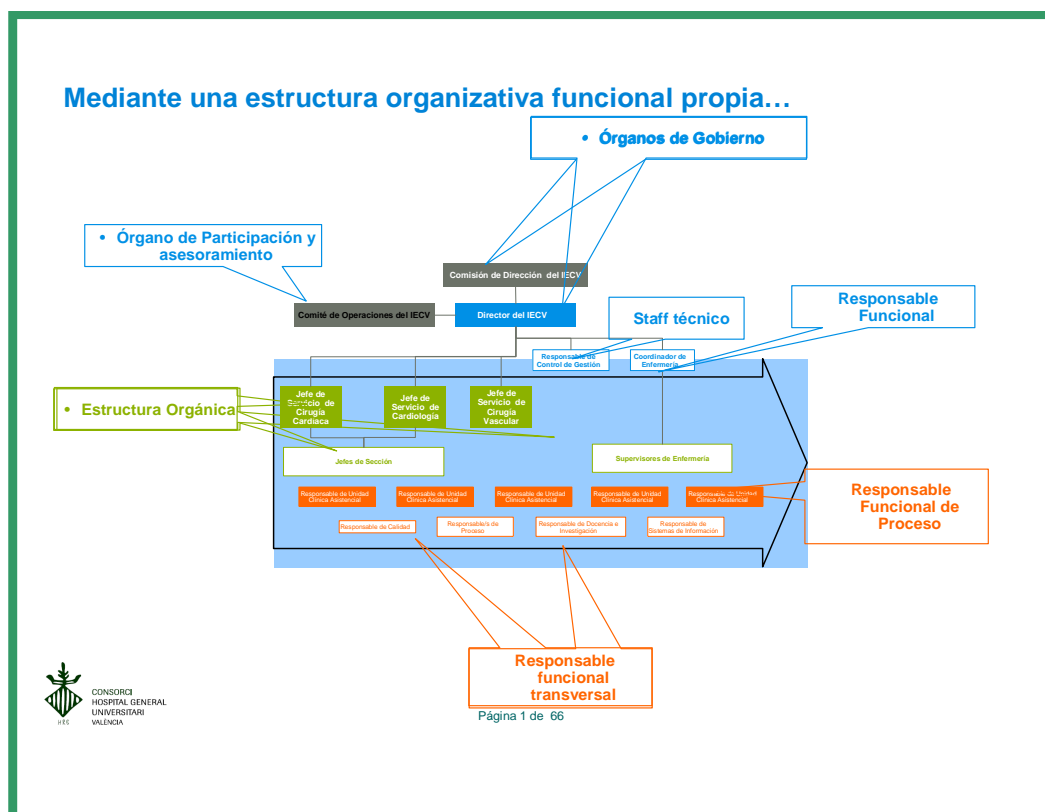 Mediante una estructura organizativa funcional propia…
• Órganos de Gobierno
• Órgano de Participación y
asesoramiento
Comisión de Dirección del IECV
Comité de Operaciones del IECV
Director del IECV
Staff técnico
Responsable
Funcional
Responsable de
Control de Gestión
Coordinador de
Enfermería
• Estructura Orgánica
Jefe de
Servicio de
Cirugía
Cardiaca
Jefe de
Servicio de
Cardiología
Jefe de
Servicio de
Cirugía
Vascular
Jefes de Sección
Supervisores de Enfermería
Responsable de Unidad
Clínica Asistencial
Responsable de Unidad
Clínica Asistencial
Responsable de Unidad
Clínica Asistencial
Responsable de Unidad
Clínica Asistencial
Responsable de Unidad
Clínica Asistencial
Responsable
Funcional de
Proceso
Responsable de Calidad
Responsable/s de
Proceso
Responsable de Docencia e
Investigación
Responsable de
Sistemas de Información
Responsable
funcional
transversal
CONSORCI
HOSPITAL GENERAL
UNIVERSITARI
VALÈNCIA
Página 1 de 66